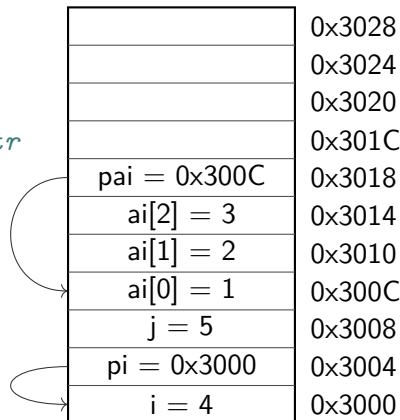 0x3028
0x3024
0x3020
0x301C
pai = 0x300C 0x3018
ai[2] = 3 0x3014
ai[1] = 2 0x3010
ai[0] = 1 0x300C
j = 5 0x3008
pi = 0x3000 0x3004
i = 4 0x3000